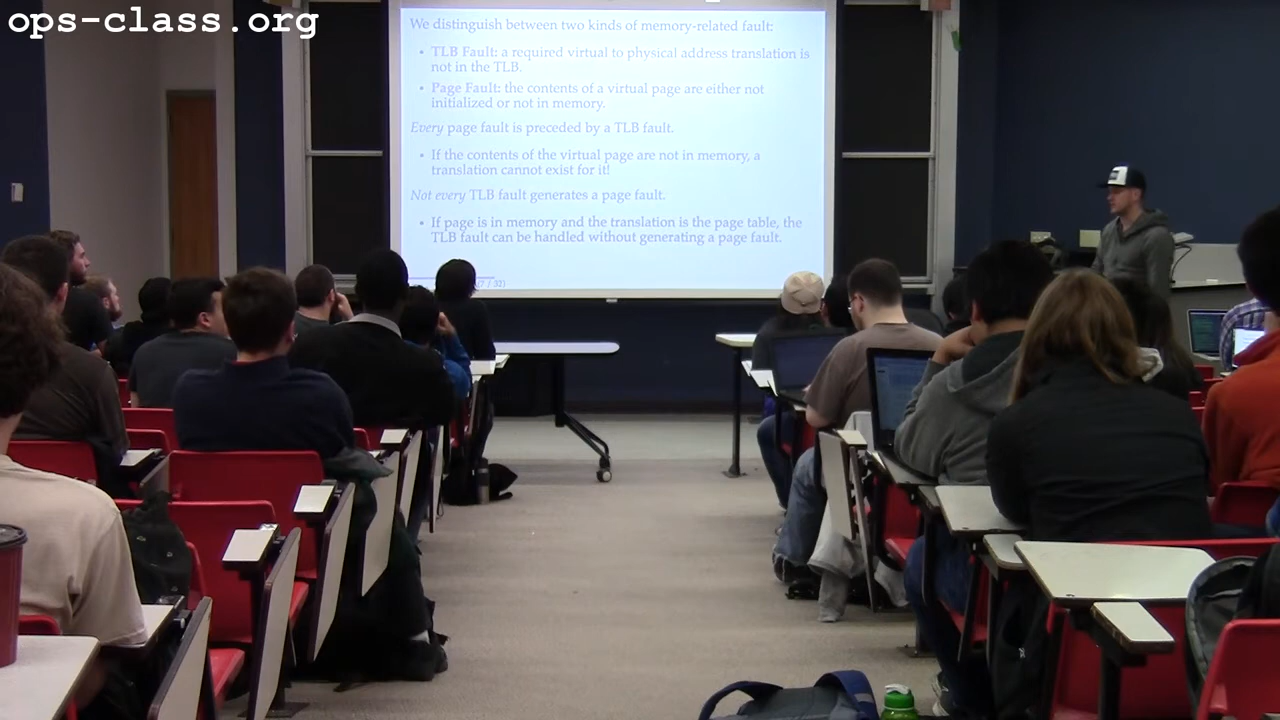 ops-class.org
We distinguish between two kinds of memory-related fault:
• TLB Fault: a required virtual to physical address translation is
not in the TLB.
• Page Fault: the contents of a virtual page are either not
initialized or not in memory.
Every page fault is preceded by a TLB fault.
• If the contents of the virtual page are not in memory, a
translation cannot exist for it!
Not every TLB fault generates a page fault.
• If page is in memory and the translation is the page table, the
TLB fault can be handled without generating a page fault.